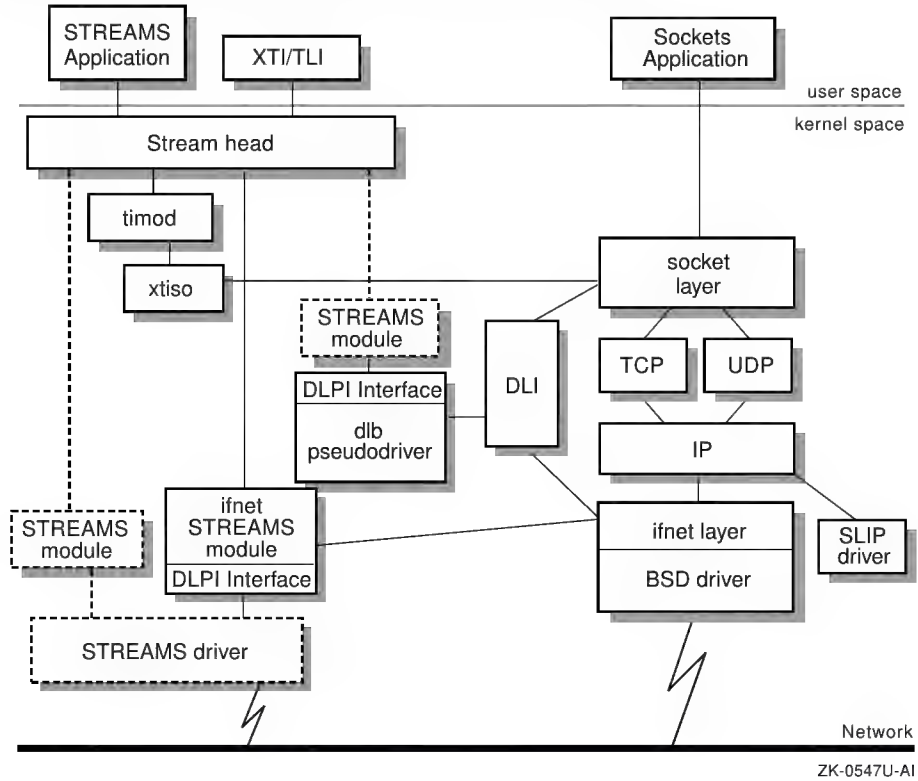 STREAMS
Application
XTI/TLI
Sockets
Application
user space
kernel space
Stream head
timod
xtiso
socket
layer
STREAMS
module
DLPI Interface
dlb
pseudodriver
DLI
TCP
UDP
IP
ifnet
STREAMS
module
DLPI Interface
STREAMS
module
ifnet layer
BSD driver
SLIP
driver
STREAMS driver
Network
ZK-0547U-AI